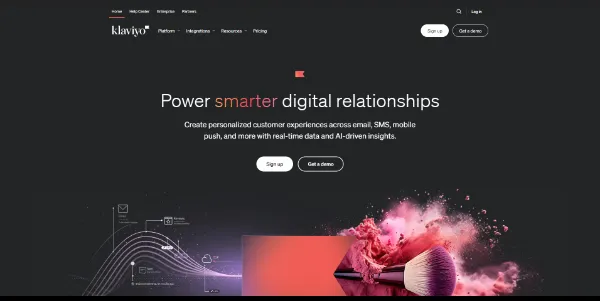 Home Help Center Enterprise Partners Log in
klaviyo Platform Integrations Resources Pricing Sign up Get a demo
Power smarter digital relationships
Create personalized customer experiences across email, SMS, mobile
push, and more with real-time data and AI-driven insights.
Sign up Get a demo